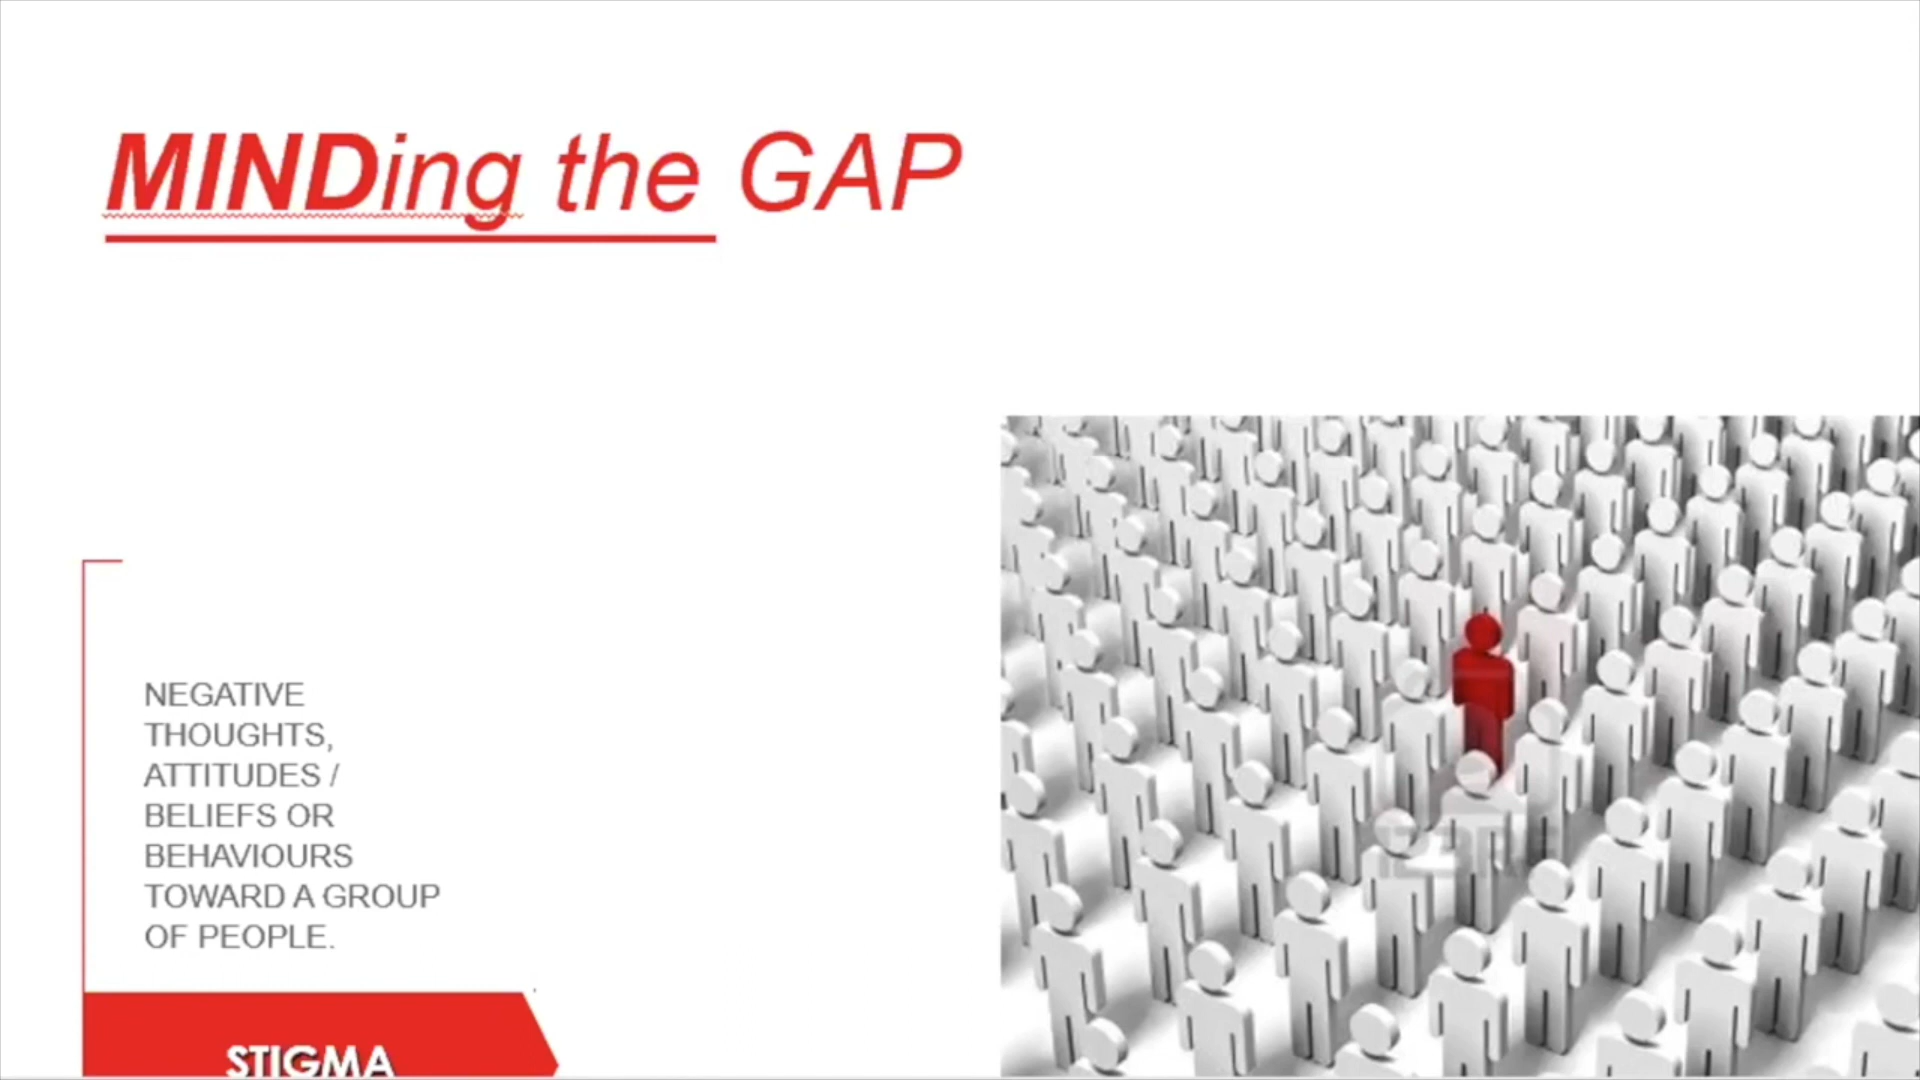 MINDing the GAP
NEGATIVE
THOUGHTS,
ATTITUDES /
BELIEFS OR
BEHAVIOURS
TOWARD A GROUP
OF PEOPLE.
STIGMA